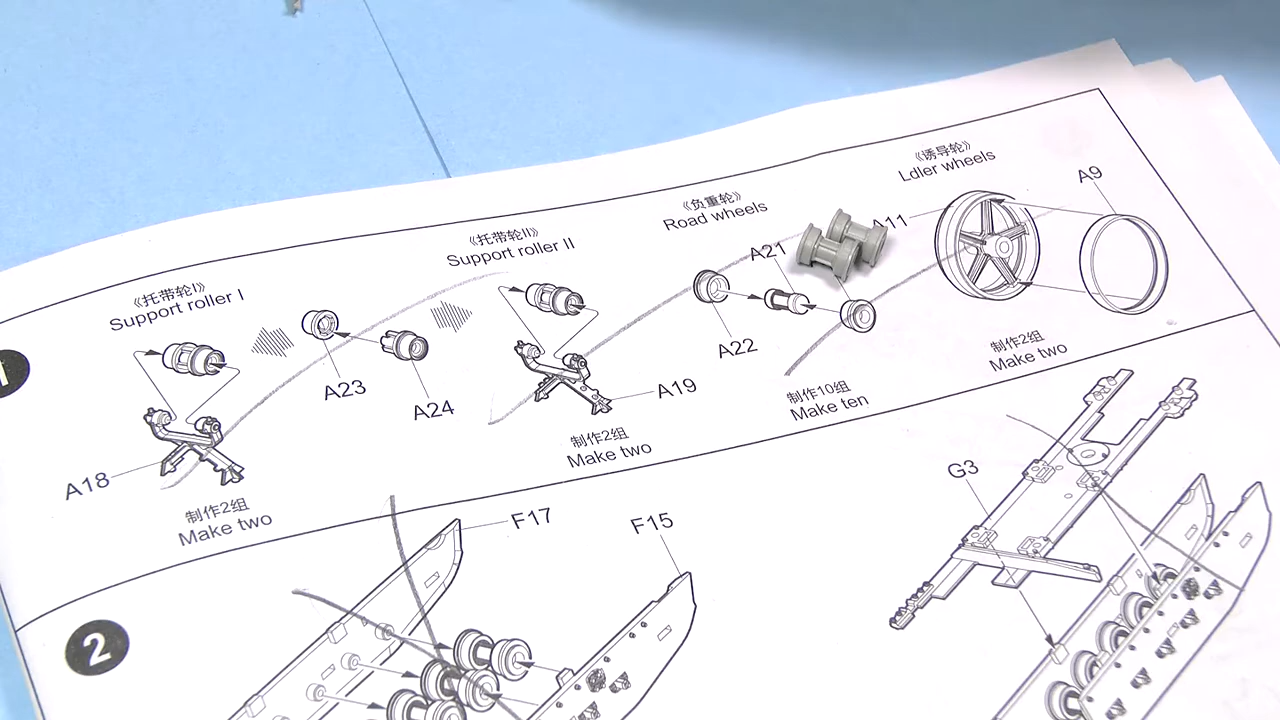 1
《托带轮I》
Support roller I
A18
制作2组
Make two
A23
A24
《托带轮II》
Support roller II
A19
制作2组
Make two
《负重轮》
Road wheels
A21
A22
制作10组
Make ten
《诱导轮》
Ldler wheels
A11
A9
制作2组
Make two
2
F17
F15
G3